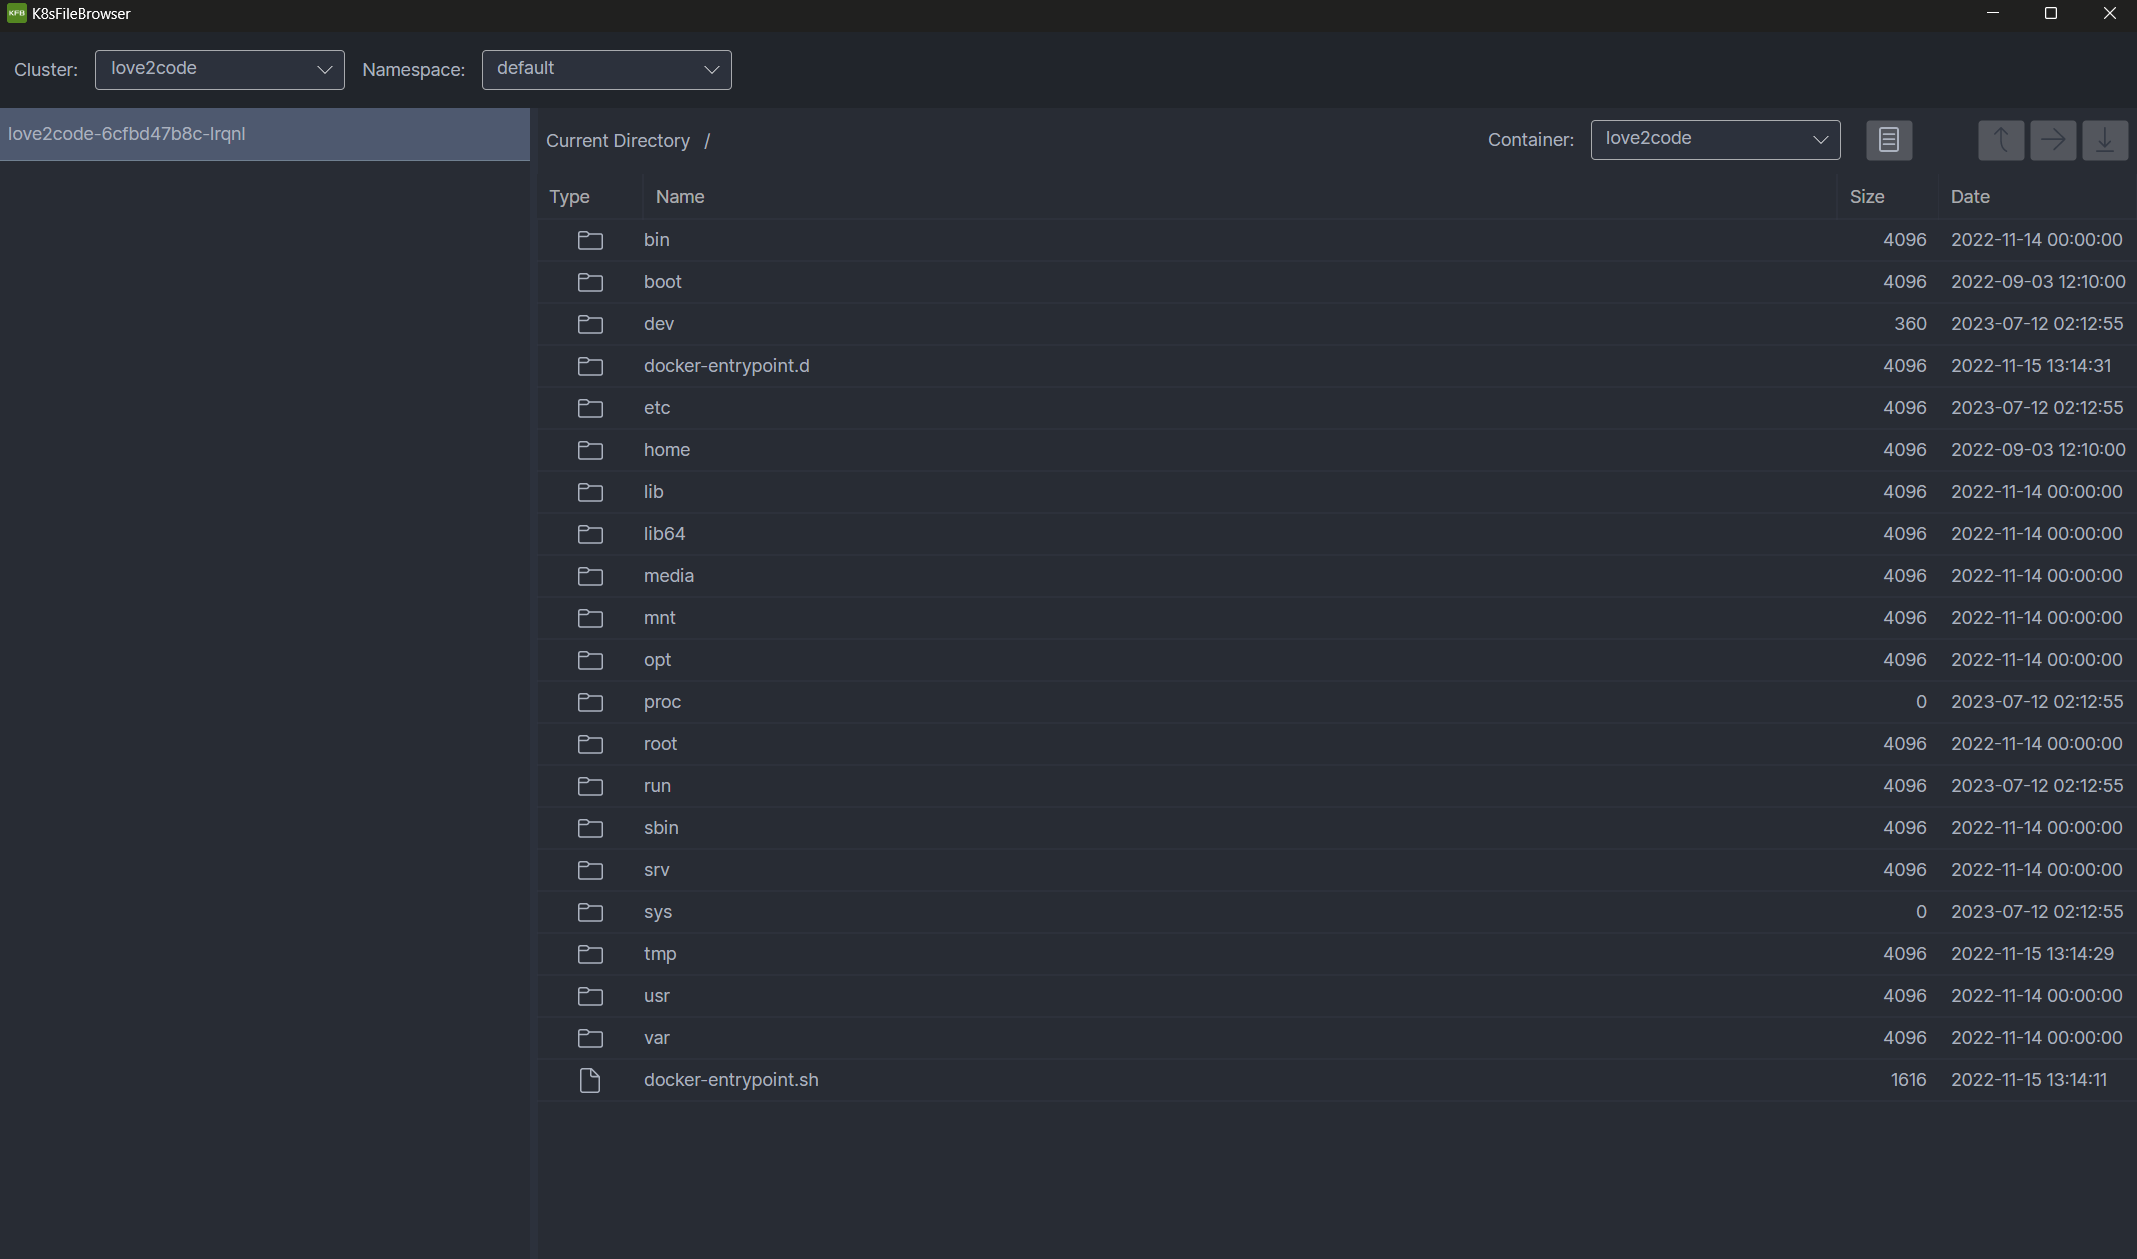 KFB K8sFileBrowser
Cluster: love2code Namespace: default
love2code-6cfbd47b8c-lrqnl
Current Directory / Container: love2code
Type Name Size Date
bin 4096 2022-11-14 00:00:00
boot 4096 2022-09-03 12:10:00
dev 360 2023-07-12 02:12:55
docker-entrypoint.d 4096 2022-11-15 13:14:31
etc 4096 2023-07-12 02:12:55
home 4096 2022-09-03 12:10:00
lib 4096 2022-11-14 00:00:00
lib64 4096 2022-11-14 00:00:00
media 4096 2022-11-14 00:00:00
mnt 4096 2022-11-14 00:00:00
opt 4096 2022-11-14 00:00:00
proc 0 2023-07-12 02:12:55
root 4096 2022-11-14 00:00:00
run 4096 2023-07-12 02:12:55
sbin 4096 2022-11-14 00:00:00
srv 4096 2022-11-14 00:00:00
sys 0 2023-07-12 02:12:55
tmp 4096 2022-11-15 13:14:29
usr 4096 2022-11-14 00:00:00
var 4096 2022-11-14 00:00:00
docker-entrypoint.sh 1616 2022-11-15 13:14:11